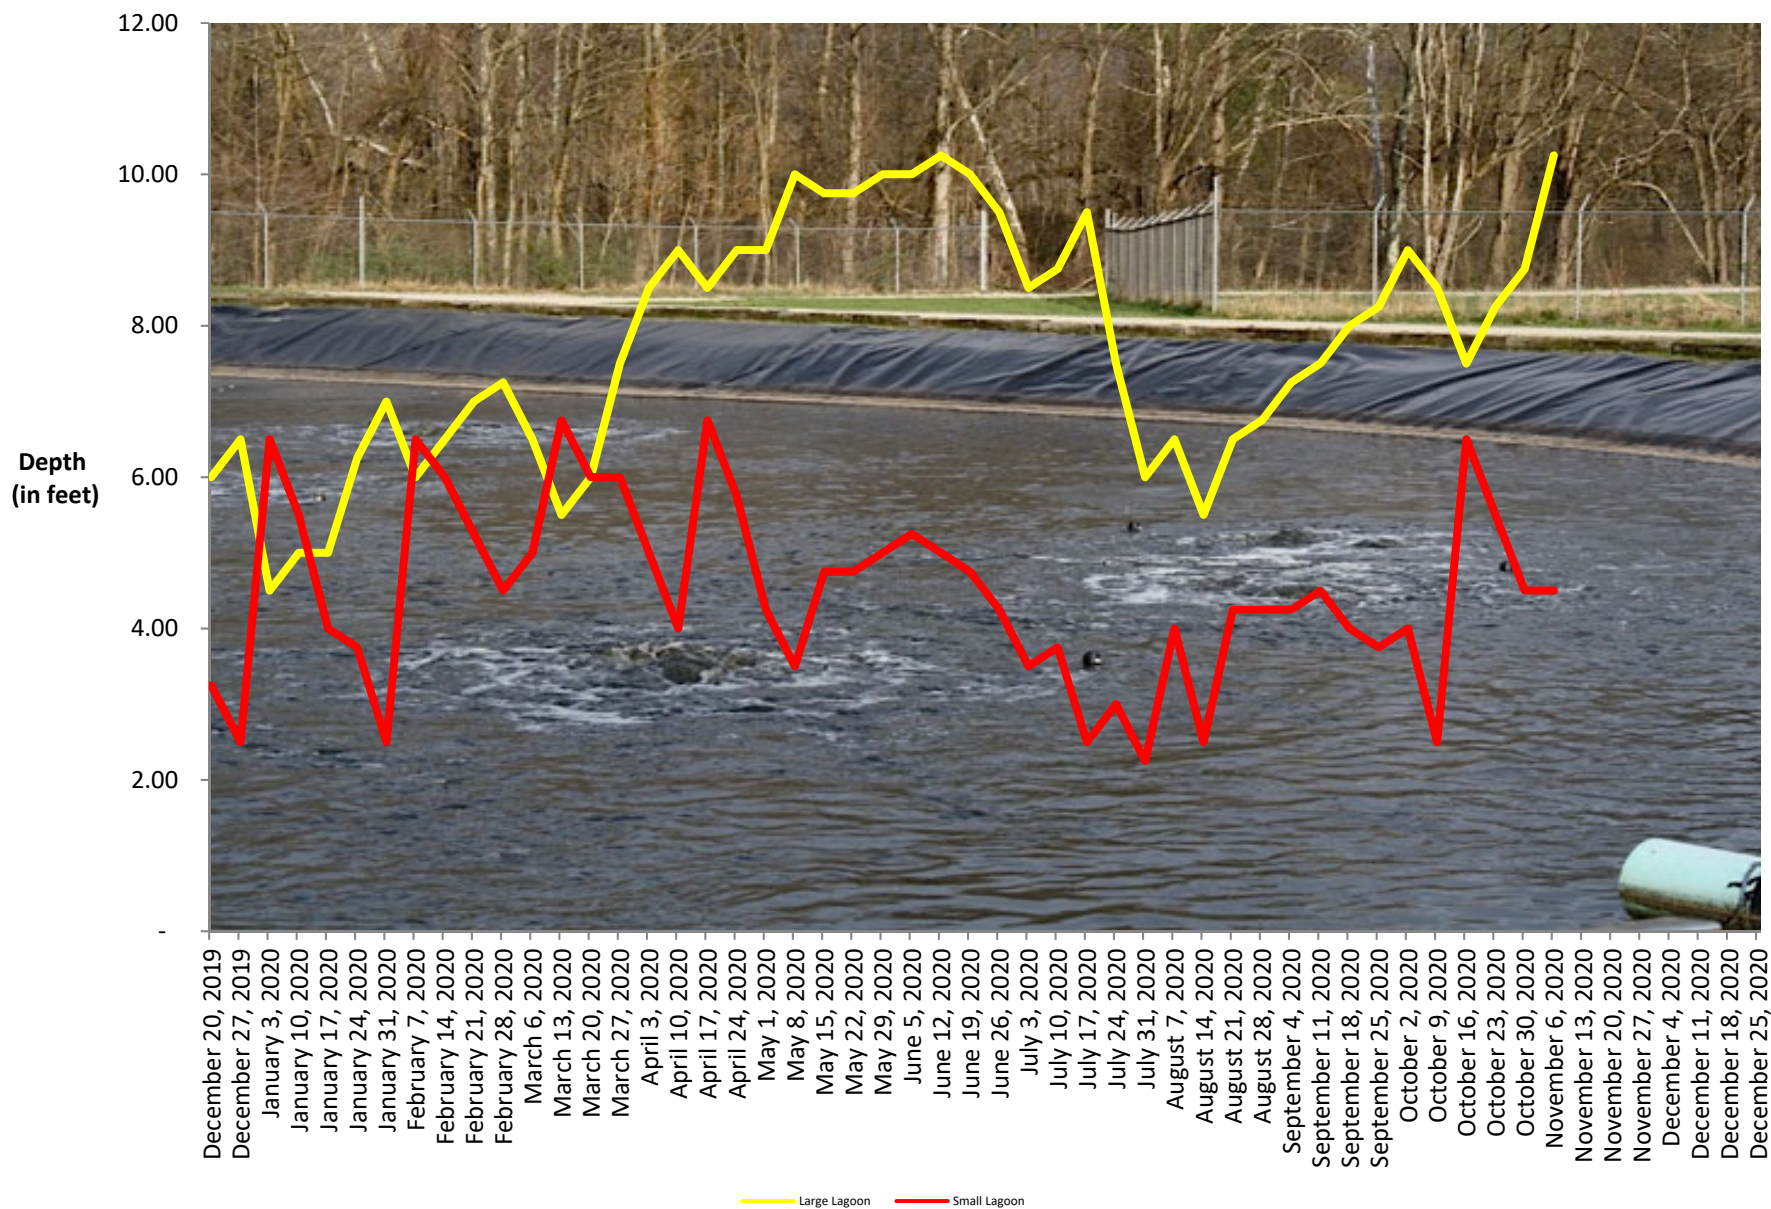 12.00
10.00
8.00
6.00
4.00
2.00
-
Depth
(in feet)
December 20, 2019
December 27, 2019
January 3, 2020
January 10, 2020
January 17, 2020
January 24, 2020
January 31, 2020
February 7, 2020
February 14, 2020
February 21, 2020
February 28, 2020
March 6, 2020
March 13, 2020
March 20, 2020
March 27, 2020
April 3, 2020
April 10, 2020
April 17, 2020
April 24, 2020
May 1, 2020
May 8, 2020
May 15, 2020
May 22, 2020
May 29, 2020
June 5, 2020
June 12, 2020
June 19, 2020
June 26, 2020
July 3, 2020
July 10, 2020
July 17, 2020
July 24, 2020
July 31, 2020
August 7, 2020
August 14, 2020
August 21, 2020
August 28, 2020
September 4, 2020
September 11, 2020
September 18, 2020
September 25, 2020
October 2, 2020
October 9, 2020
October 16, 2020
October 23, 2020
October 30, 2020
November 6, 2020
November 13, 2020
November 20, 2020
November 27, 2020
December 4, 2020
December 11, 2020
December 18, 2020
December 25, 2020
Large Lagoon
Small Lagoon